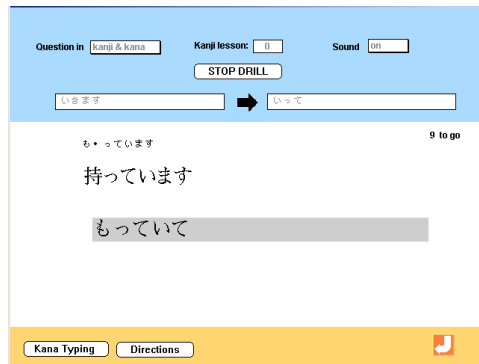 Question in kanji & kana Kanji lesson: 0 Sound on
STOP DRILL
いきます いって
9 to go
も・っています
持っています
もっていて
Kana Typing Directions